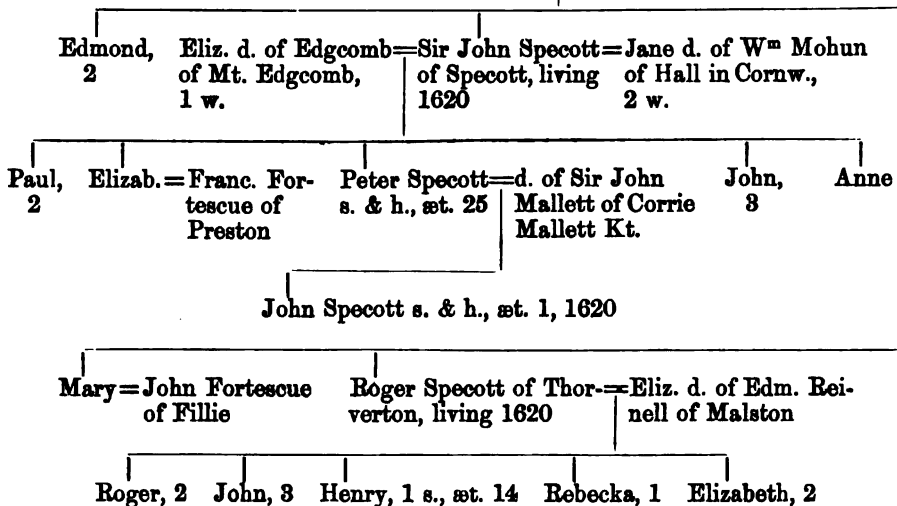 Edmond, Eliz. d. of Edgcomb=Sir John Specott=Jane d. of Wᵐ Mohun
2 of Mt. Edgcomb, of Specott, living of Hall in Cornw.,
1 w. 1620 2 w.
Paul, Elizab.=Franc. For- Peter Specott=d. of Sir John John, Anne
2 tescue of s. & h., æt. 25 Mallett of Corrie 3
Preston Mallett Kt.
John Specott s. & h., æt. 1, 1620
Mary=John Fortescue Roger Specott of Thor-=Eliz. d. of Edm. Rei-
of Fillie verton, living 1620 nell of Malston
Roger, 2 John, 3 Henry, 1 s., æt. 14 Rebecka, 1 Elizabeth, 2